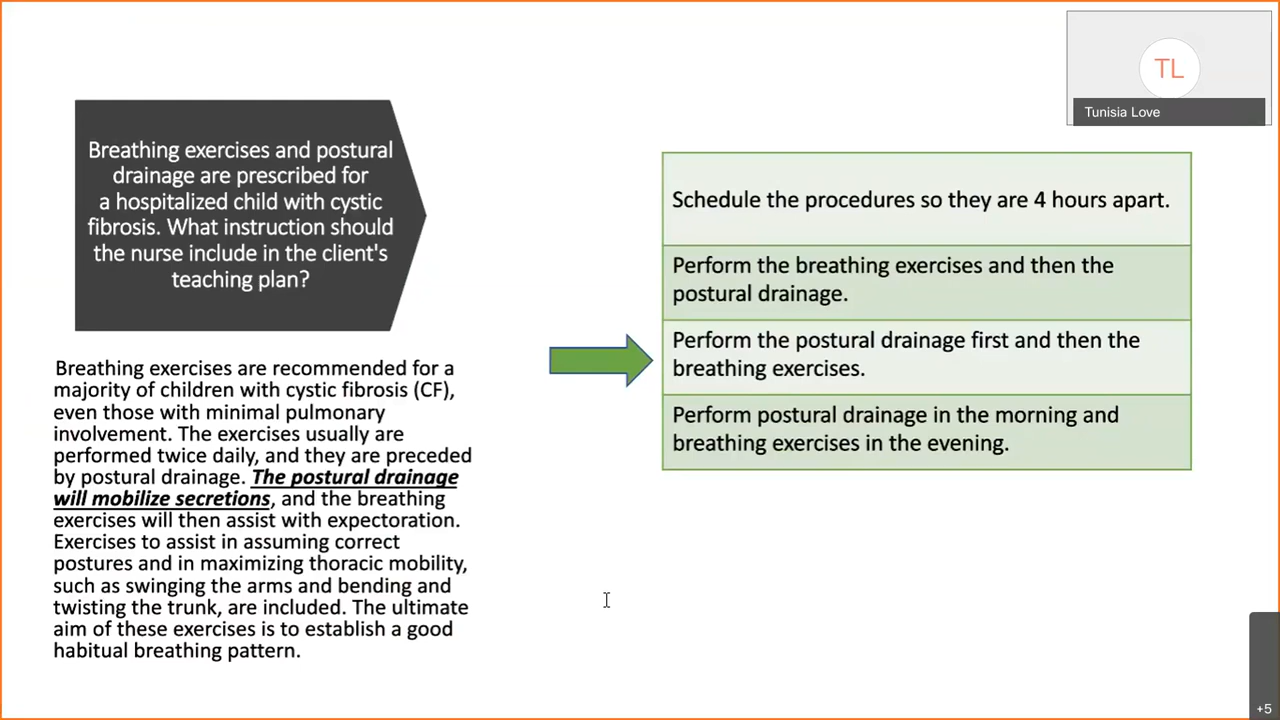 TL
Tunisia Love
Breathing exercises and postural
drainage are prescribed for
a hospitalized child with cystic
fibrosis. What instruction should
the nurse include in the client's
teaching plan?
Breathing exercises are recommended for a
majority of children with cystic fibrosis (CF),
even those with minimal pulmonary
involvement. The exercises usually are
performed twice daily, and they are preceded
by postural drainage. The postural drainage
will mobilize secretions, and the breathing
exercises will then assist with expectoration.
Exercises to assist in assuming correct
postures and in maximizing thoracic mobility,
such as swinging the arms and bending and
twisting the trunk, are included. The ultimate
aim of these exercises is to establish a good
habitual breathing pattern.
Schedule the procedures so they are 4 hours apart.
Perform the breathing exercises and then the
postural drainage.
Perform the postural drainage first and then the
breathing exercises.
Perform postural drainage in the morning and
breathing exercises in the evening.
+5